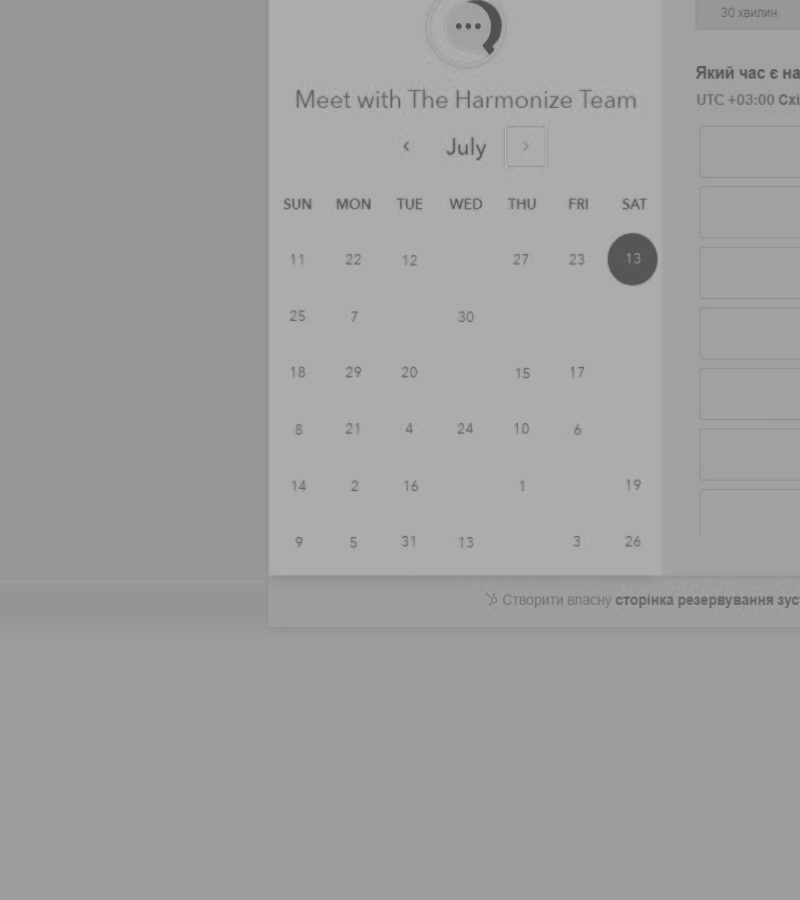 30 хвилин
Який час є на
UTC +03:00 Схі
Meet with The Harmonize Team
July
SUN MON TUE WED THU FRI SAT
11 22 12 27 23 13
25 7 30
18 29 20 15 17
8 21 4 24 10 6
14 2 16 1 19
9 5 31 13 3 26
Створити власну сторінка резервування зус